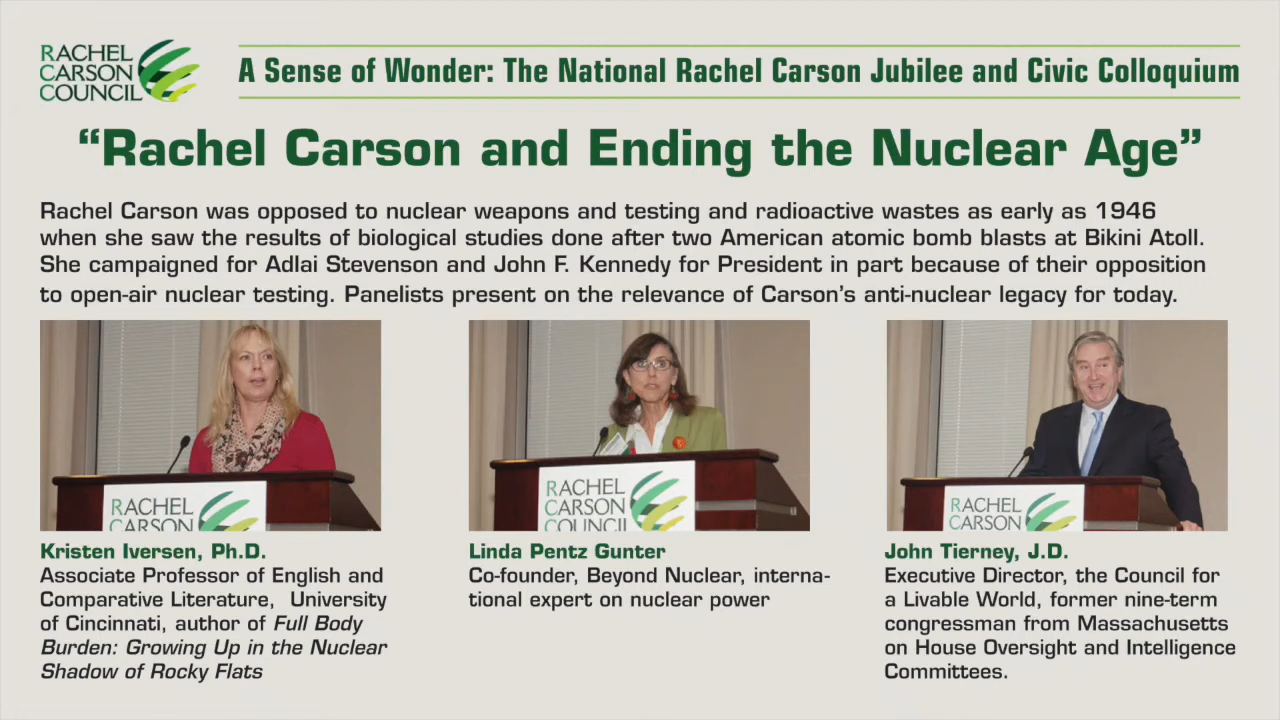 RACHEL
CARSON
COUNCIL
A Sense of Wonder: The National Rachel Carson Jubilee and Civic Colloquium
“Rachel Carson and Ending the Nuclear Age”
Rachel Carson was opposed to nuclear weapons and testing and radioactive wastes as early as 1946
when she saw the results of biological studies done after two American atomic bomb blasts at Bikini Atoll.
She campaigned for Adlai Stevenson and John F. Kennedy for President in part because of their opposition
to open-air nuclear testing. Panelists present on the relevance of Carson’s anti-nuclear legacy for today.
RACHEL
CARSON
Kristen Iversen, Ph.D.
Associate Professor of English and
Comparative Literature, University
of Cincinnati, author of Full Body
Burden: Growing Up in the Nuclear
Shadow of Rocky Flats
RACHEL
CARSON
COUNCIL
Linda Pentz Gunter
Co-founder, Beyond Nuclear, interna-
tional expert on nuclear power
RACHEL
CARSON
John Tierney, J.D.
Executive Director, the Council for
a Livable World, former nine-term
congressman from Massachusetts
on House Oversight and Intelligence
Committees.